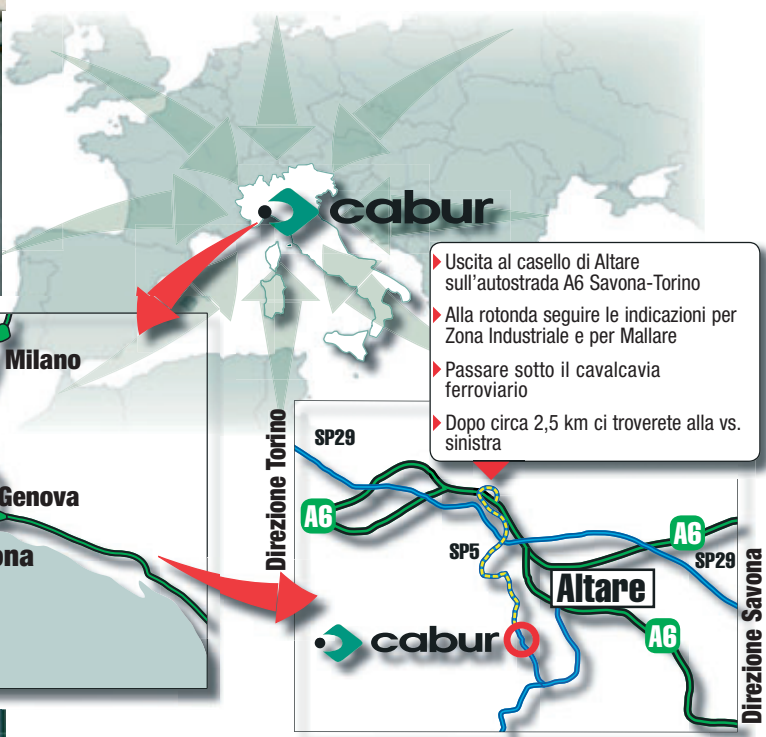 cabur
Uscita al casello di Altare
sull'autostrada A6 Savona-Torino
Alla rotonda seguire le indicazioni per
Zona Industriale e per Mallare
Passare sotto il cavalcavia
ferroviario
Dopo circa 2,5 km ci troverete alla vs.
sinistra
Milano
Genova
ona
Direzione Torino
SP29
A6
SP5
A6
SP29
Altare
A6
cabur
Direzione Savona